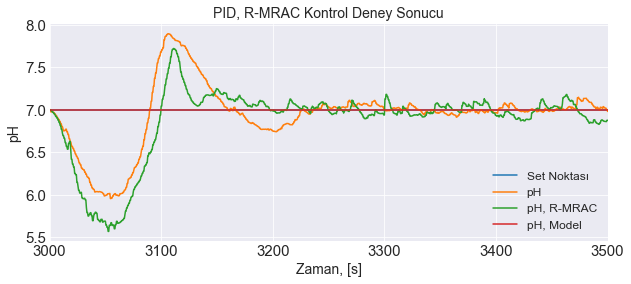 PID, R-MRAC Kontrol Deney Sonucu
8.0
7.5
7.0
6.5
6.0
5.5
pH
3000 3100 3200 3300 3400 3500
Zaman, [s]
Set Noktası
pH
pH, R-MRAC
pH, Model